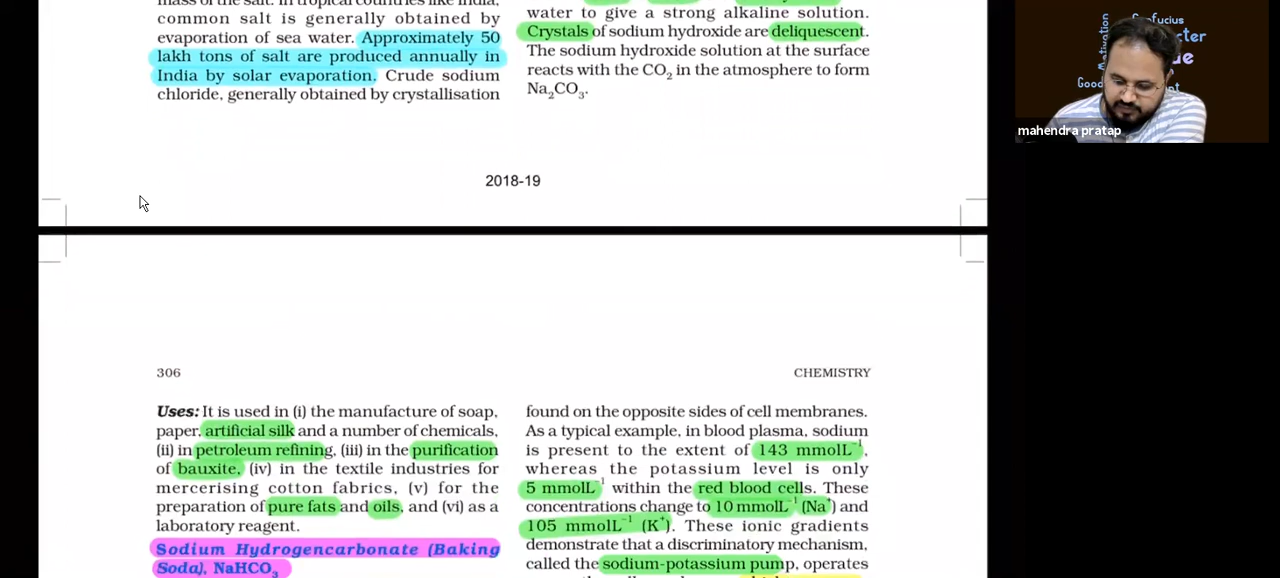 mass of the salt. In tropical countries like India,
common salt is generally obtained by
evaporation of sea water. Approximately 50
lakh tons of salt are produced annually in
India by solar evaporation. Crude sodium
chloride, generally obtained by crystallisation
water to give a strong alkaline solution.
Crystals of sodium hydroxide are deliquescent.
The sodium hydroxide solution at the surface
reacts with the CO₂ in the atmosphere to form
Na₂CO₃.
2018-19
306
CHEMISTRY
Uses: It is used in (i) the manufacture of soap,
paper, artificial silk and a number of chemicals,
(ii) in petroleum refining, (iii) in the purification
of bauxite, (iv) in the textile industries for
mercerising cotton fabrics, (v) for the
preparation of pure fats and oils, and (vi) as a
laboratory reagent.
Sodium Hydrogencarbonate (Baking
Soda), NaHCO₃
found on the opposite sides of cell membranes.
As a typical example, in blood plasma, sodium
is present to the extent of 143 mmolL⁻¹,
whereas the potassium level is only
5 mmolL⁻¹ within the red blood cells. These
concentrations change to 10 mmolL⁻¹ (Na⁺) and
105 mmolL⁻¹ (K⁺). These ionic gradients
demonstrate that a discriminatory mechanism,
called the sodium-potassium pump, operates
mahendra pratap